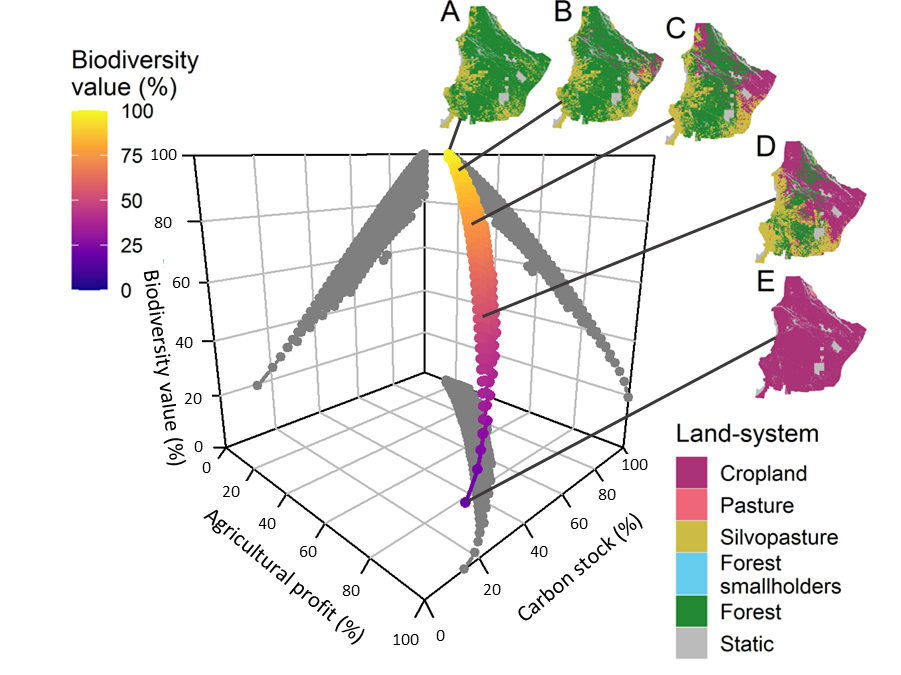 A
B
C
D
E
Biodiversity
value (%)
100
75
50
25
0
100
80
60
40
20
0
Biodiversity value (%)
0
20
40
60
80
100
Agricultural profit (%)
0
20
40
60
80
100
Carbon stock (%)
Land-system
Cropland
Pasture
Silvopasture
Forest
smallholders
Forest
Static